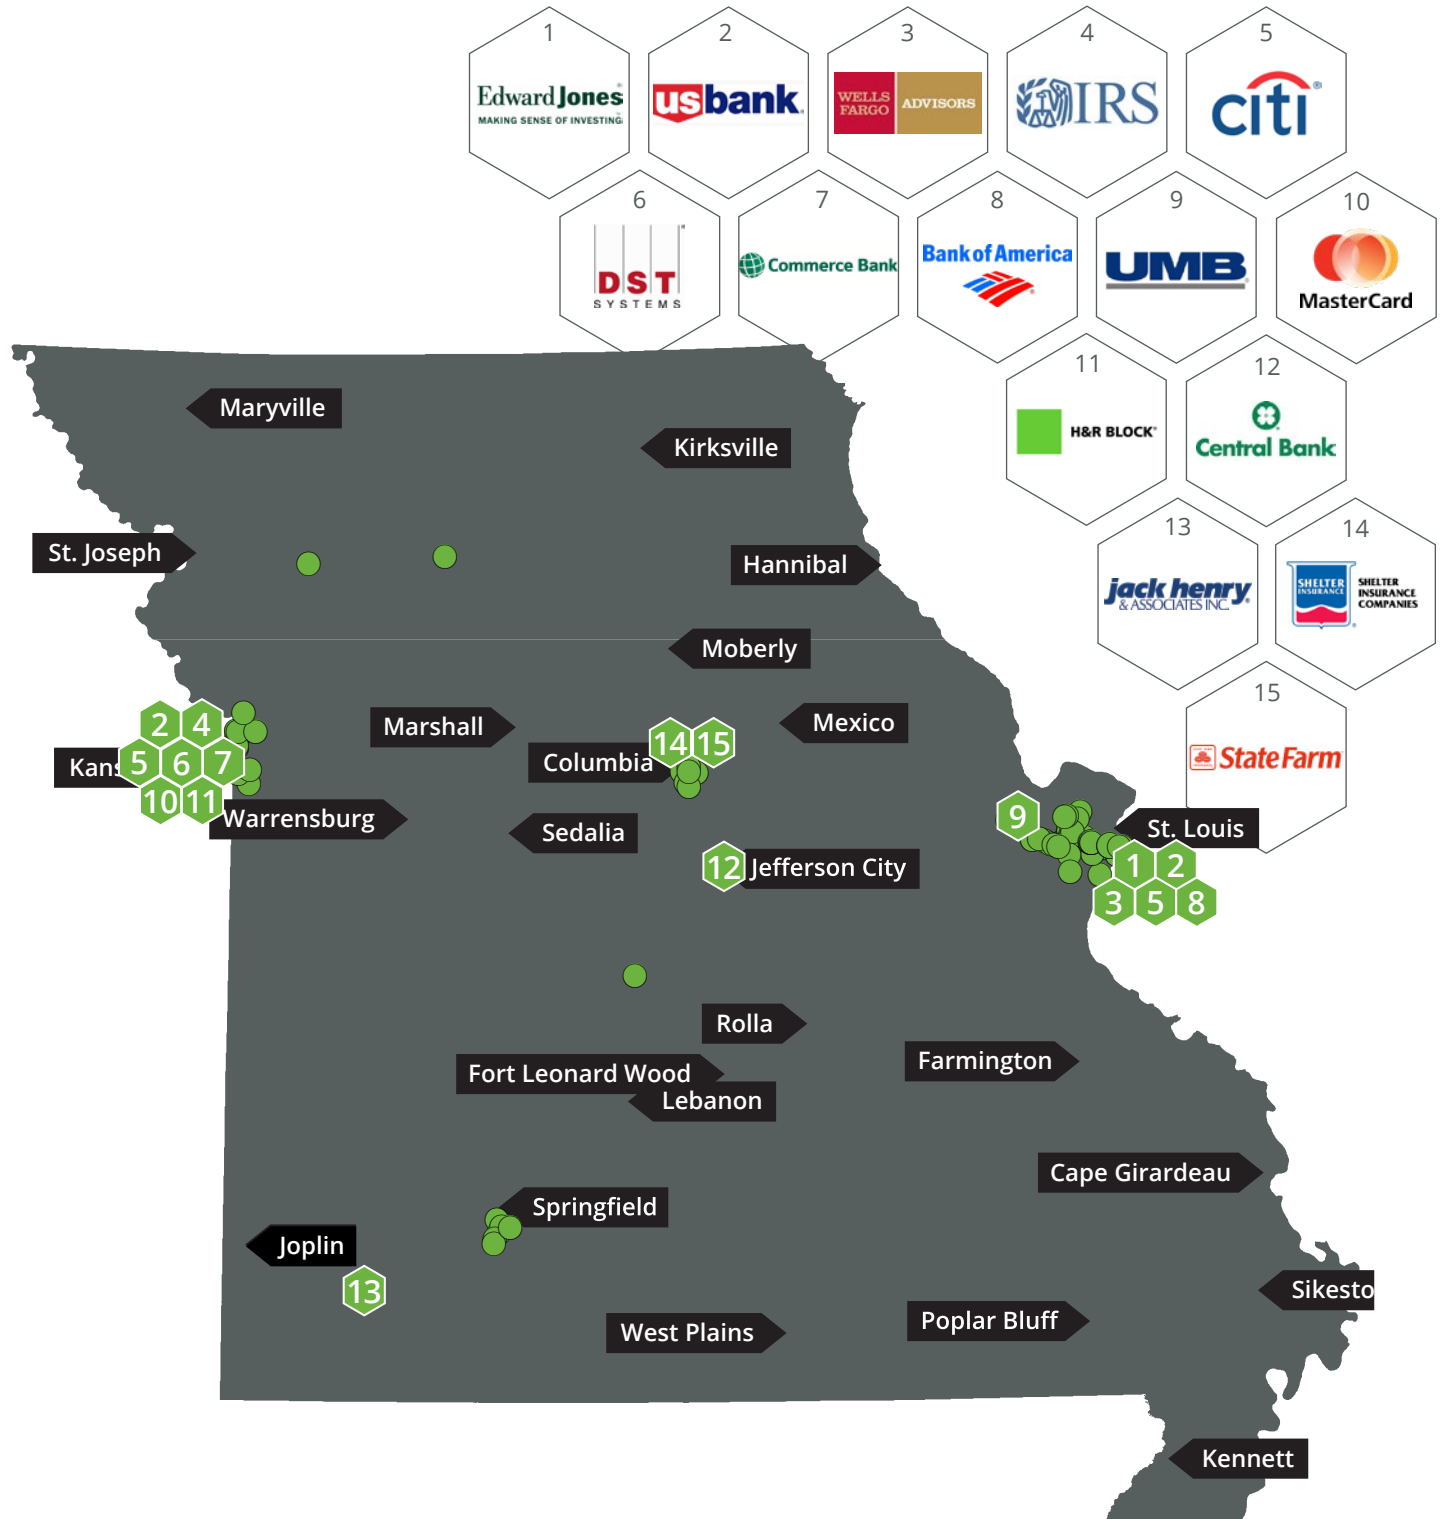 1
2
3
4
5
Edward Jones
MAKING SENSE OF INVESTING
usbank
WELLS FARGO ADVISORS
IRS
citi
6
7
8
9
10
DST
SYSTEMS
Commerce Bank
Bank of America
UMB
MasterCard
11
12
H&R BLOCK
Central Bank
13
14
jack henry
& ASSOCIATES INC.
SHELTER
INSURANCE
SHELTER
INSURANCE
COMPANIES
15
State Farm
Maryville
Kirksville
St. Joseph
Hannibal
Moberly
Marshall
Mexico
2
4
Kans
5
6
7
10
11
Columbia
14
15
Warrensburg
Sedalia
12
Jefferson City
9
St. Louis
1
2
3
5
8
Rolla
Fort Leonard Wood
Lebanon
Farmington
Cape Girardeau
Springfield
Joplin
13
West Plains
Poplar Bluff
Sikesto
Kennett